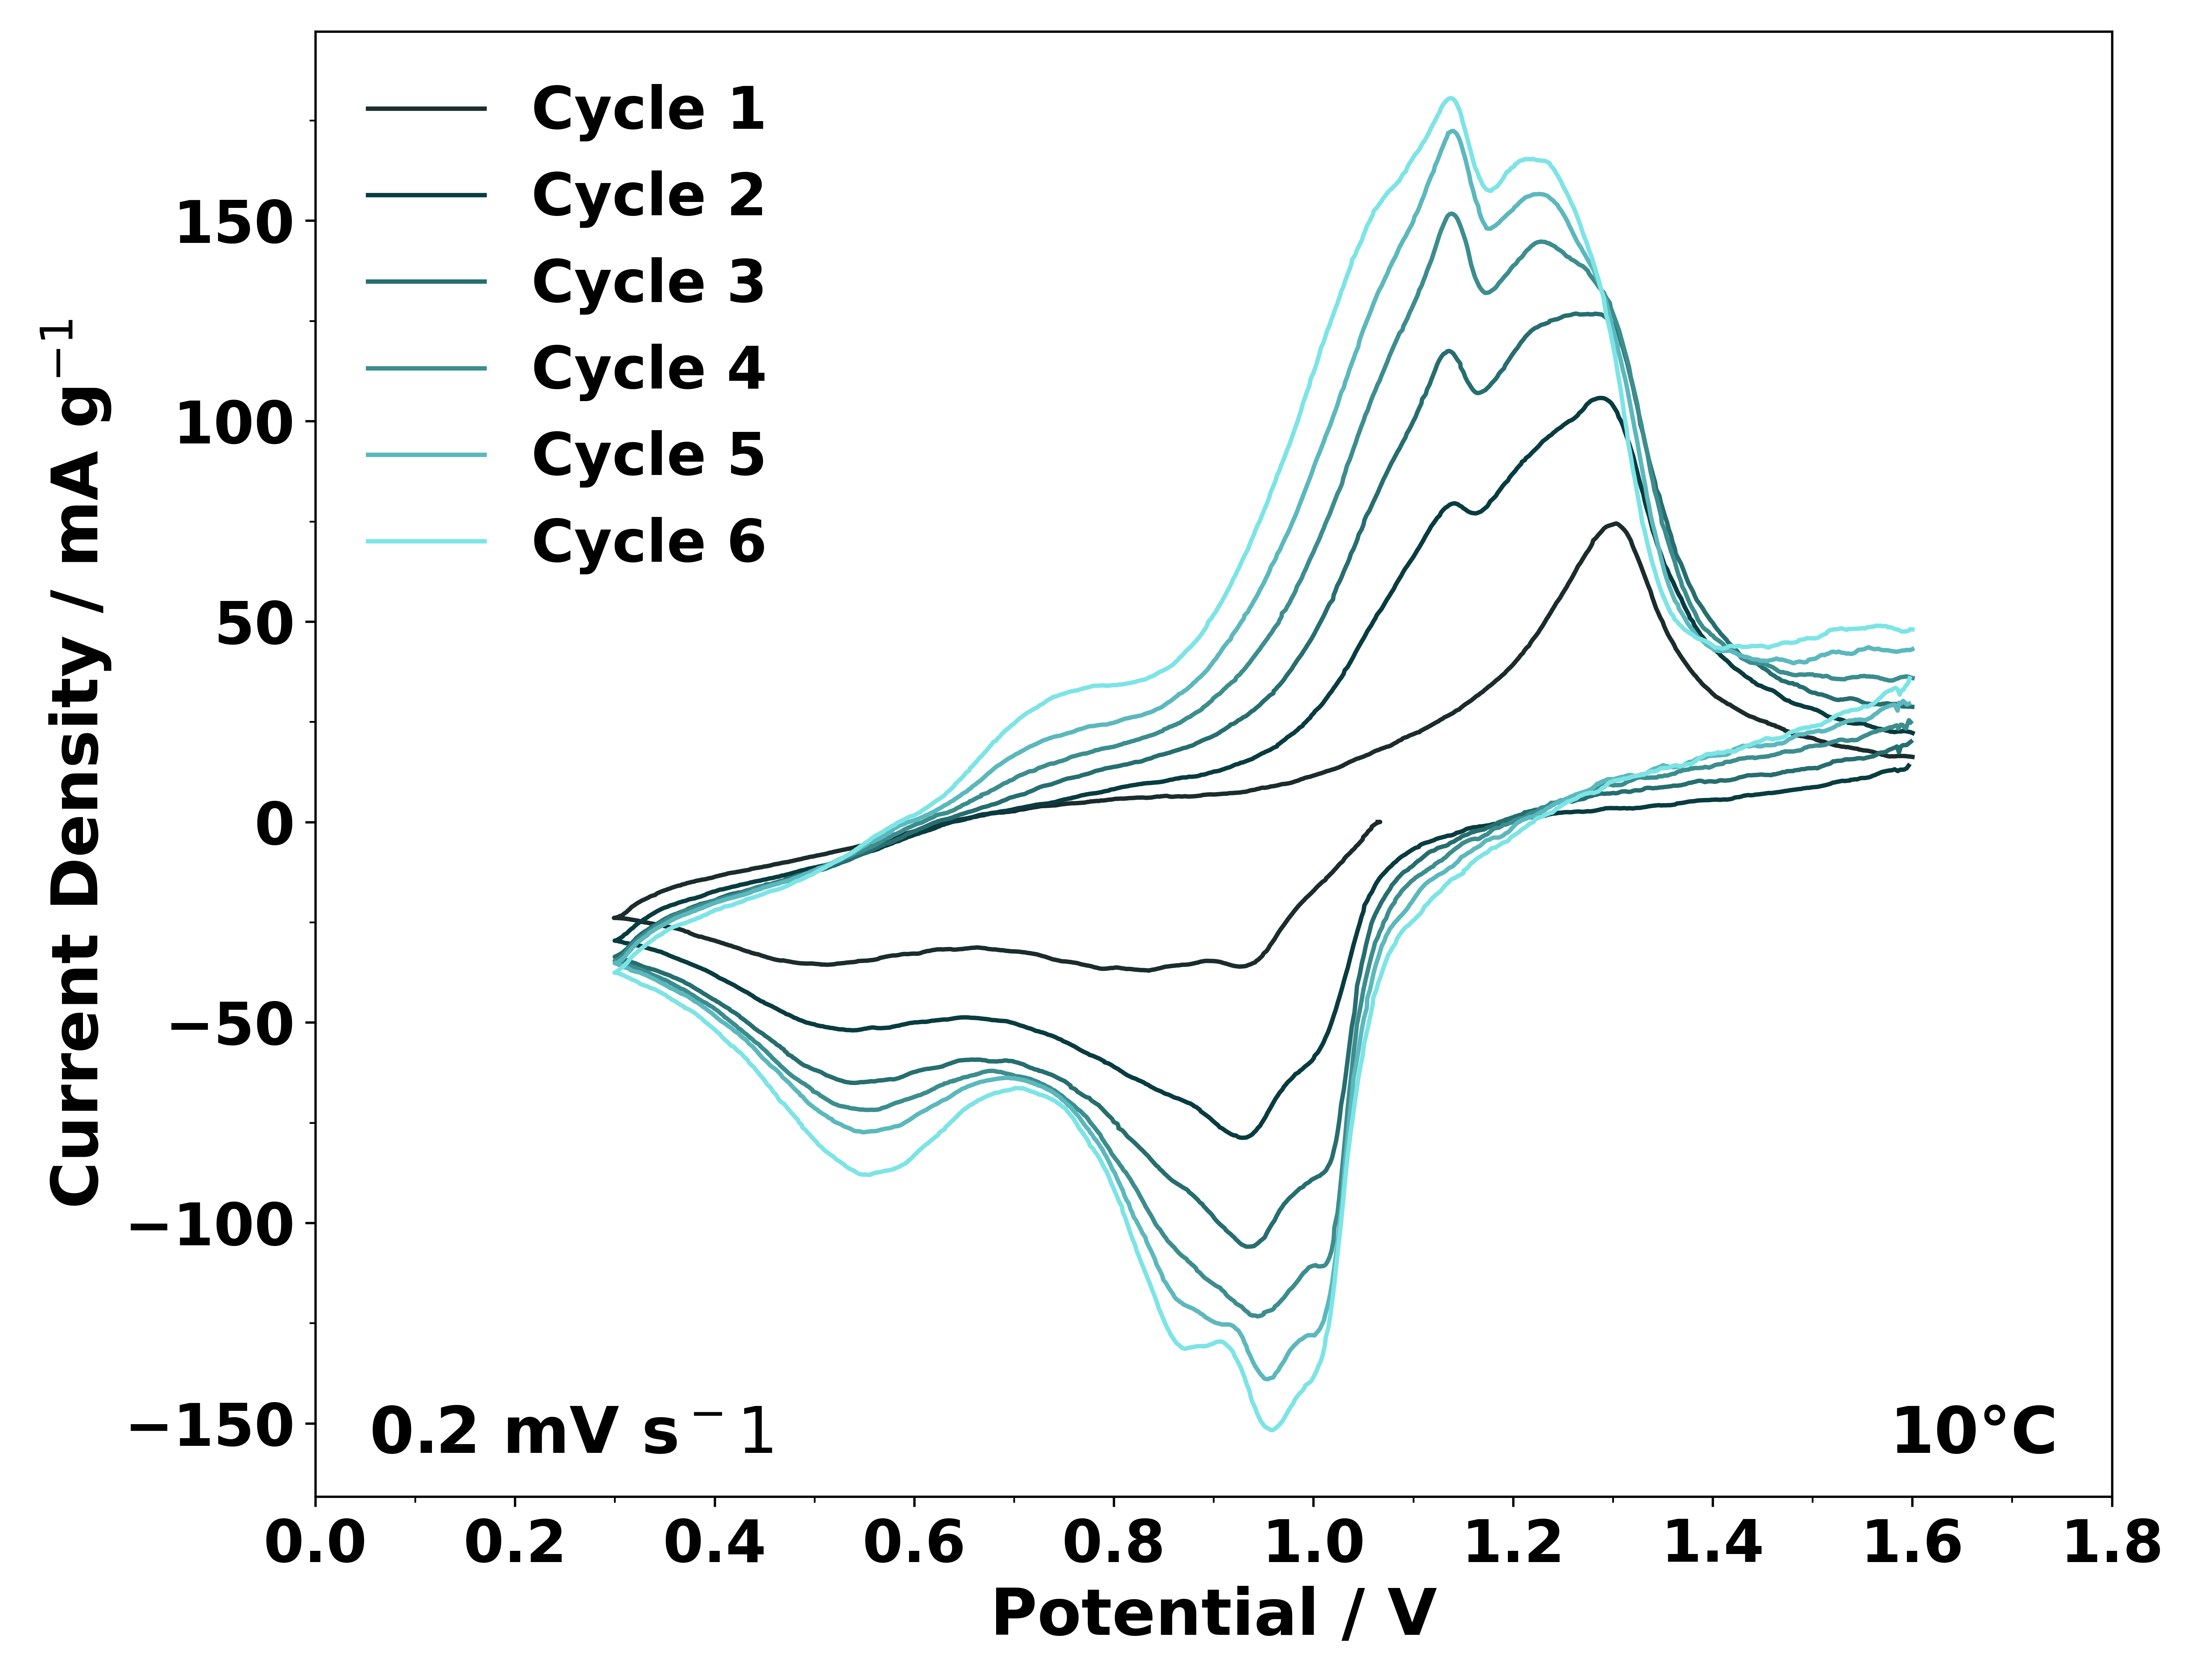 Cycle 1
Cycle 2
Cycle 3
Cycle 4
Cycle 5
Cycle 6
Current Density / mA g⁻¹
150
100
50
0
−50
−100
−150
0.2 mV s⁻¹
10°C
0.0 0.2 0.4 0.6 0.8 1.0 1.2 1.4 1.6 1.8
Potential / V